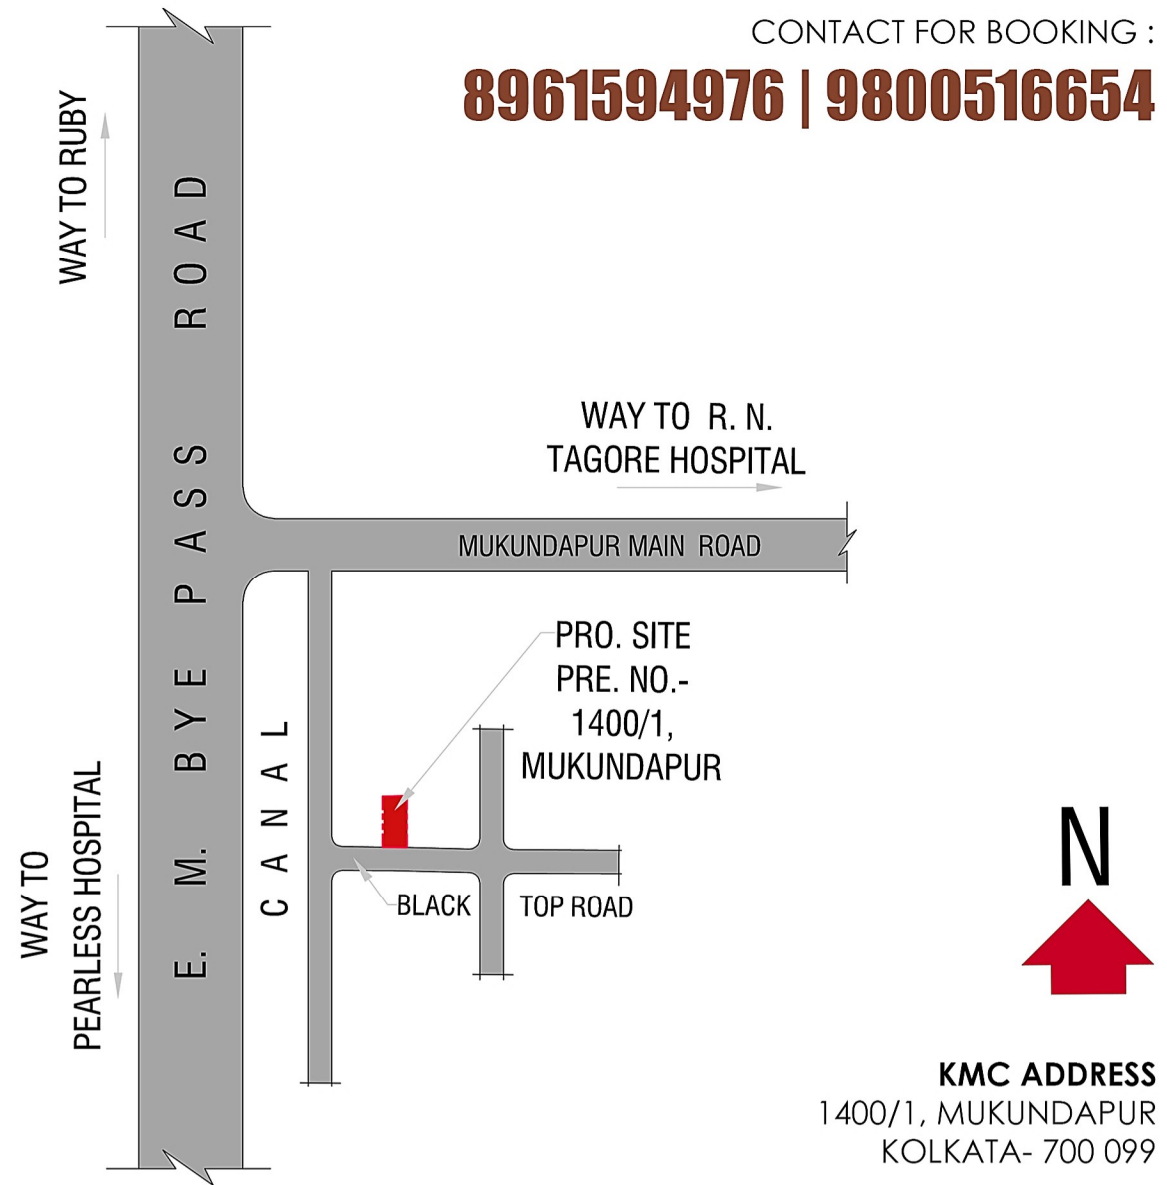 CONTACT FOR BOOKING :
8961594976 | 9800516654
WAY TO RUBY
E. M. BYE PASS ROAD
WAY TO R. N.
TAGORE HOSPITAL
MUKUNDAPUR MAIN ROAD
PRO. SITE
PRE. NO.-
1400/1,
MUKUNDAPUR
CANAL
WAY TO
PEARLESS HOSPITAL
BLACK TOP ROAD
N
KMC ADDRESS
1400/1, MUKUNDAPUR
KOLKATA- 700 099